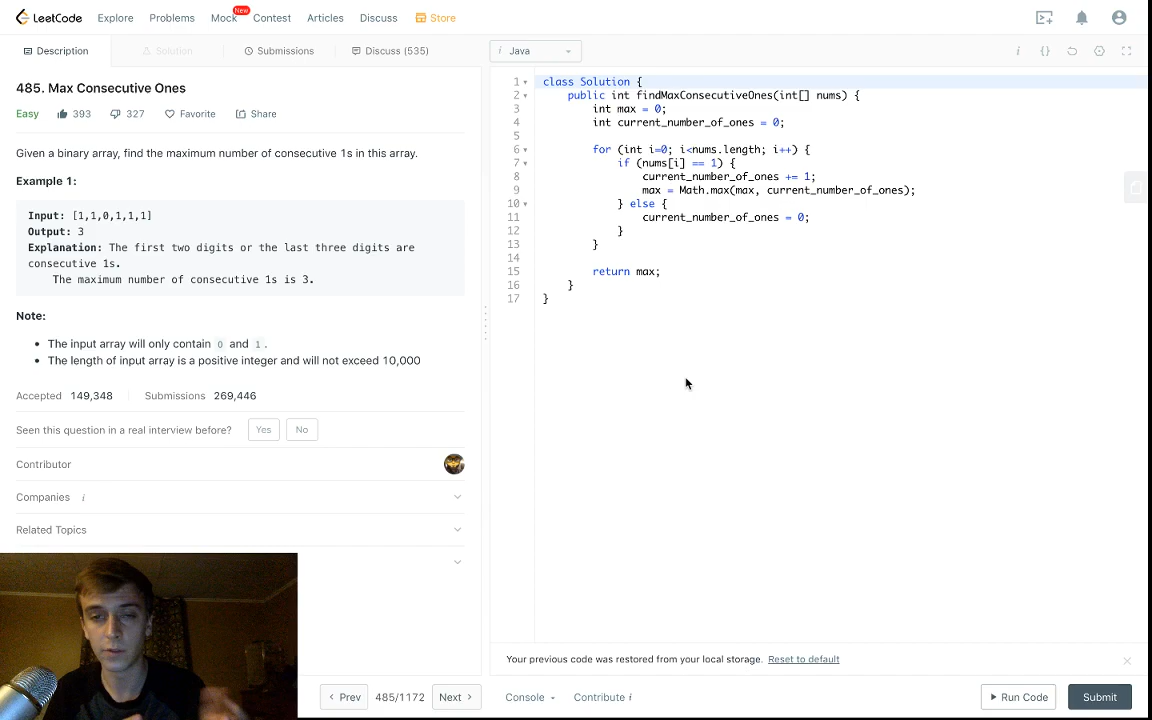 LeetCode Explore Problems Mock New Contest Articles Discuss Store
Description Solution Submissions Discuss (535) i Java i {}
485. Max Consecutive Ones
Easy 393 327 Favorite Share
Given a binary array, find the maximum number of consecutive 1s in this array.
Example 1:
Input: [1,1,0,1,1,1]
Output: 3
Explanation: The first two digits or the last three digits are
consecutive 1s.
The maximum number of consecutive 1s is 3.
Note:
• The input array will only contain 0 and 1 .
• The length of input array is a positive integer and will not exceed 10,000
Accepted 149,348 Submissions 269,446
Seen this question in a real interview before? Yes No
Contributor
Companies i
Related Topics
1 class Solution {
2 public int findMaxConsecutiveOnes(int[] nums) {
3 int max = 0;
4 int current_number_of_ones = 0;
5
6 for (int i=0; i<nums.length; i++) {
7 if (nums[i] == 1) {
8 current_number_of_ones += 1;
9 max = Math.max(max, current_number_of_ones);
10 } else {
11 current_number_of_ones = 0;
12 }
13 }
14
15 return max;
16 }
17 }
Your previous code was restored from your local storage. Reset to default
Prev 485/1172 Next Console Contribute i Run Code Submit